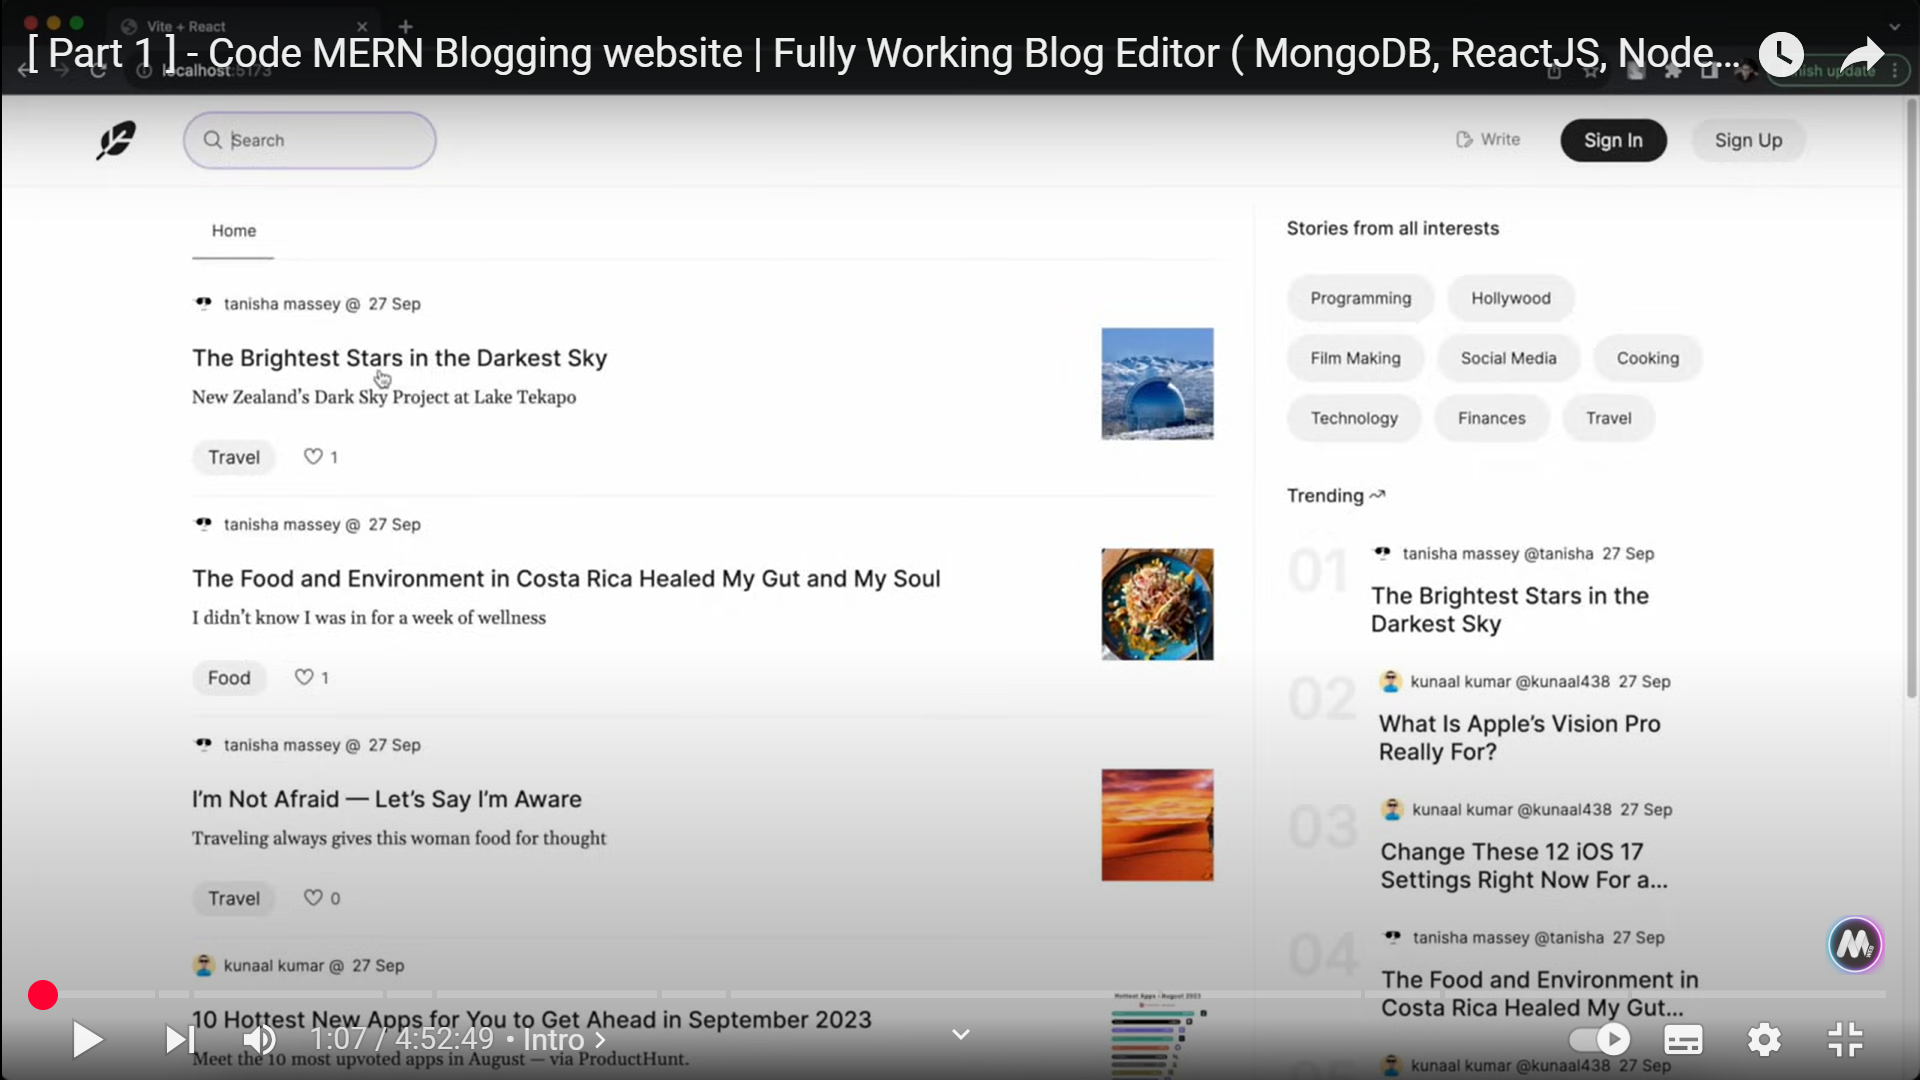 Vite + React
[ Part 1 ] - Code MERN Blogging website | Fully Working Blog Editor ( MongoDB, ReactJS, Node...
localhost:5173
Search
Write
Sign In
Sign Up
Home
tanisha massey @ 27 Sep
The Brightest Stars in the Darkest Sky
New Zealand's Dark Sky Project at Lake Tekapo
Travel
1
tanisha massey @ 27 Sep
The Food and Environment in Costa Rica Healed My Gut and My Soul
I didn't know I was in for a week of wellness
Food
1
tanisha massey @ 27 Sep
I'm Not Afraid — Let's Say I'm Aware
Traveling always gives this woman food for thought
Travel
0
kunaal kumar @ 27 Sep
10 Hottest New Apps for You to Get Ahead in September 2023
Meet the 10 most upvoted apps in August — via ProductHunt.
Hottest Apps - August 2023
Stories from all interests
Programming
Hollywood
Film Making
Social Media
Cooking
Technology
Finances
Travel
Trending
01
tanisha massey @tanisha 27 Sep
The Brightest Stars in the
Darkest Sky
02
kunaal kumar @kunaal438 27 Sep
What Is Apple's Vision Pro
Really For?
03
kunaal kumar @kunaal438 27 Sep
Change These 12 iOS 17
Settings Right Now For a...
04
tanisha massey @tanisha 27 Sep
The Food and Environment in
Costa Rica Healed My Gut...
kunaal kumar @kunaal438 27 Sep
1:07 / 4:52:49 • Intro